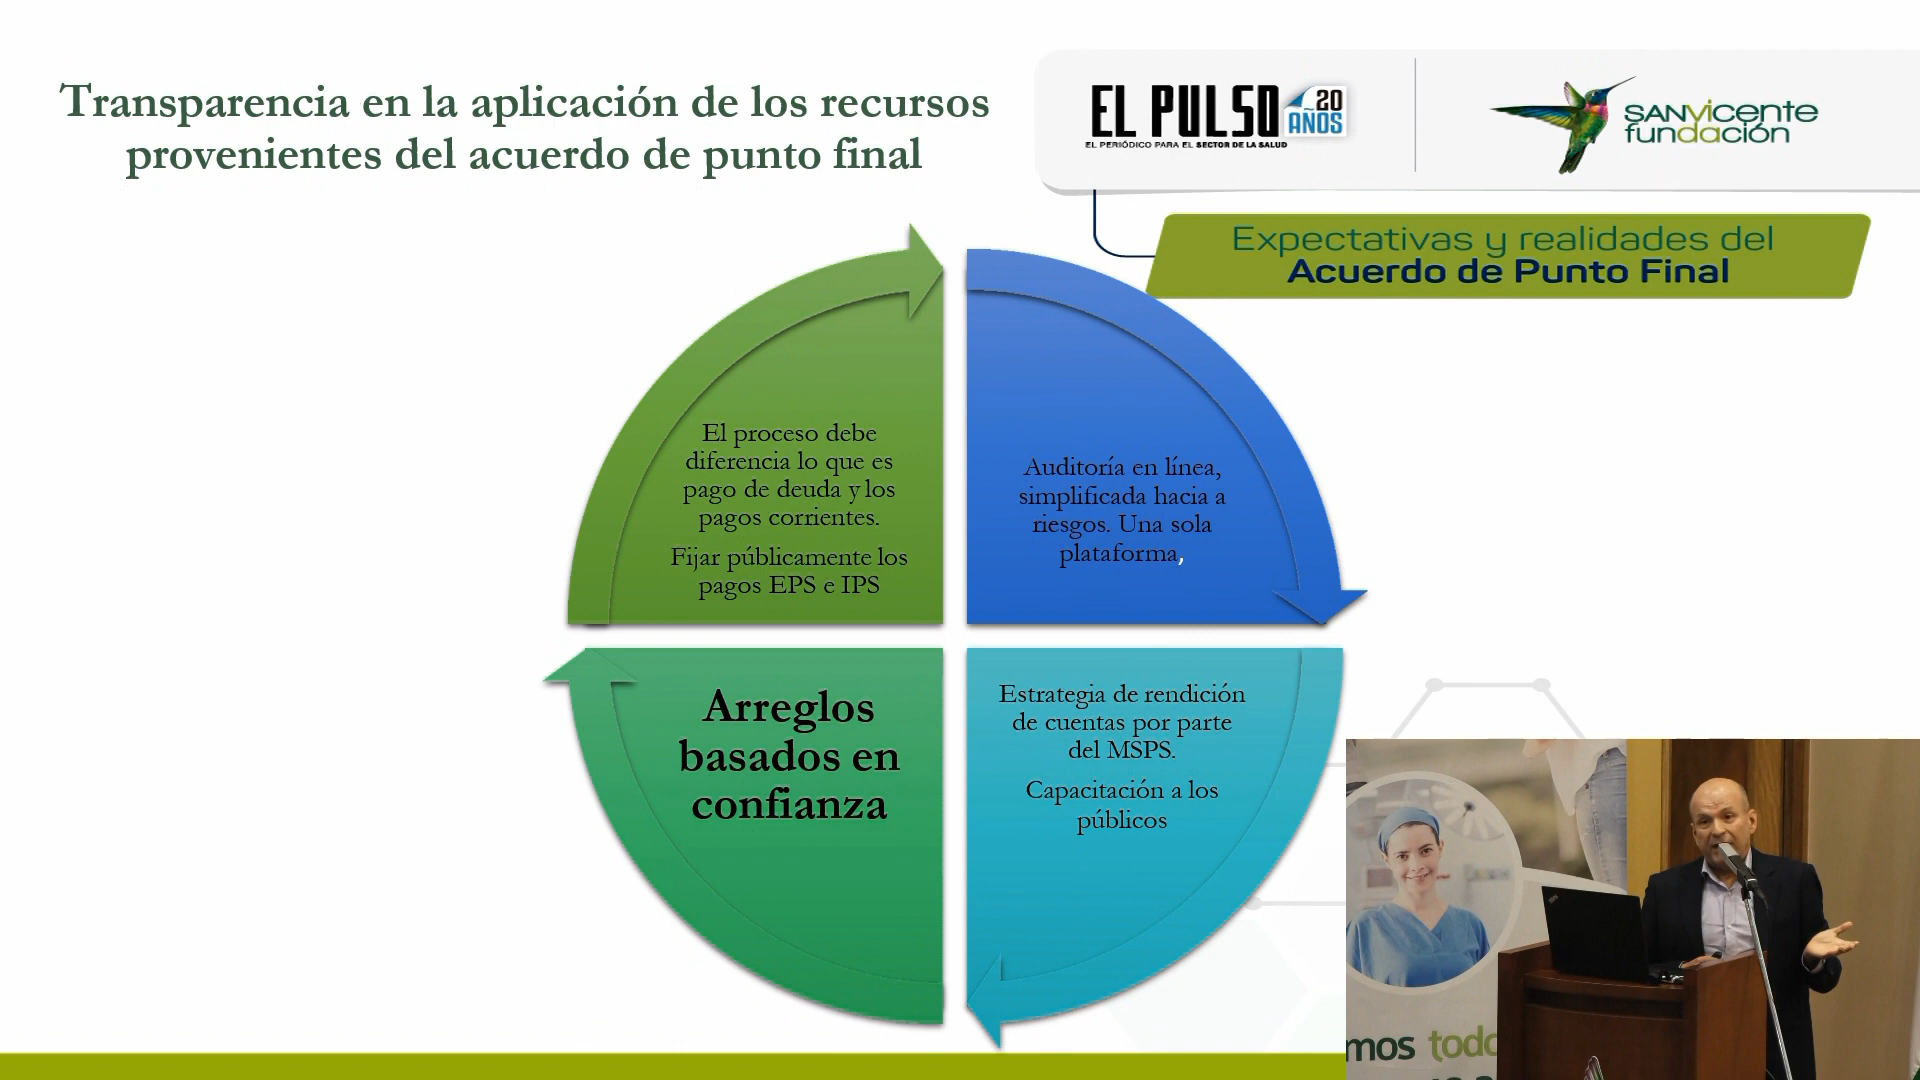 Transparencia en la aplicación de los recursos
provenientes del acuerdo de punto final
EL PULSO 20 AÑOS
EL PERIÓDICO PARA EL SECTOR DE LA SALUD
SANvicente
fundación
Expectativas y realidades del
Acuerdo de Punto Final
El proceso debe
diferencia lo que es
pago de deuda y los
pagos corrientes.
Fijar públicamente los
pagos EPS e IPS
Auditoría en línea,
simplificada hacia a
riesgos. Una sola
plataforma,
Arreglos
basados en
confianza
Estrategia de rendición
de cuentas por parte
del MSPS.
Capacitación a los
públicos
mos todo